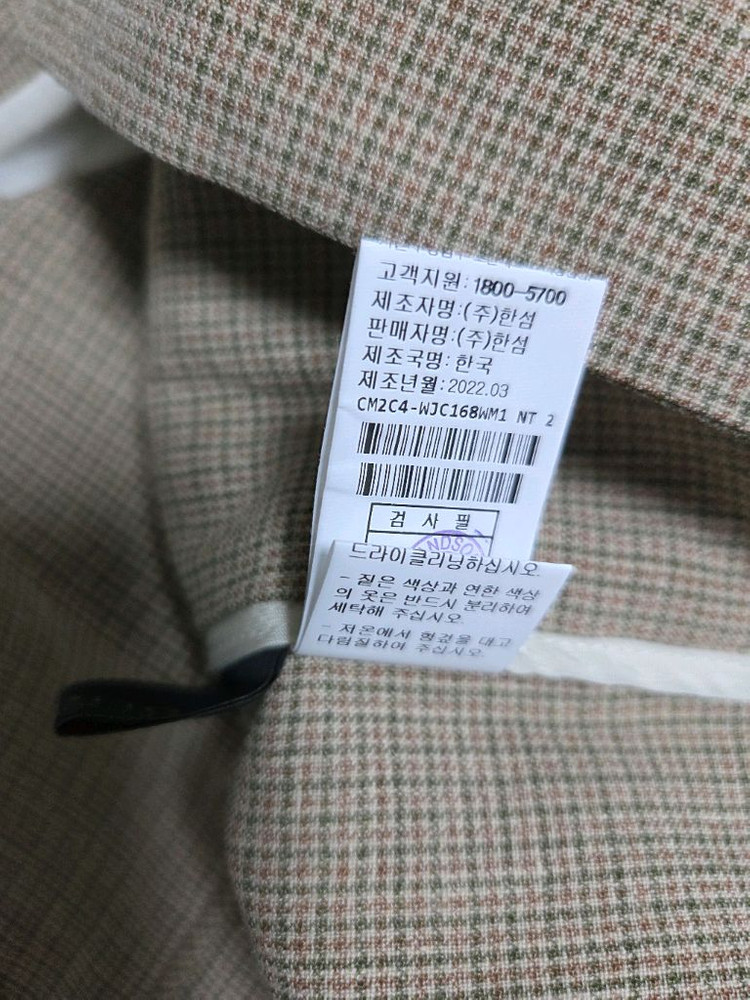 고객지원: 1800-5700
제조자명:(주)한섬
판매자명:(주)한섬
제조국명: 한국
제조년월:2022.03
CM2C4-WJC168WM1 NT 2
검 사 필
NDSO
드라이클리닝하십시오.
- 짙은 색상과 연한 색상
의 옷은 반드시 분리하여
세탁해 주십시오.
- 저온에서 헝겊을 대고
다림질하여 주십시오.